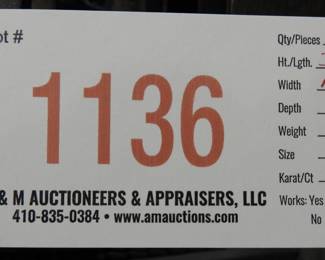 ot #
1136
& M AUCTIONEERS & APPRAISERS, LLC
410-835-0384 • www.amauctions.com
Qty/Pieces
Ht./Lgth.
Width
Depth
Weight
Size
Karat/Ct
Works: Yes
No